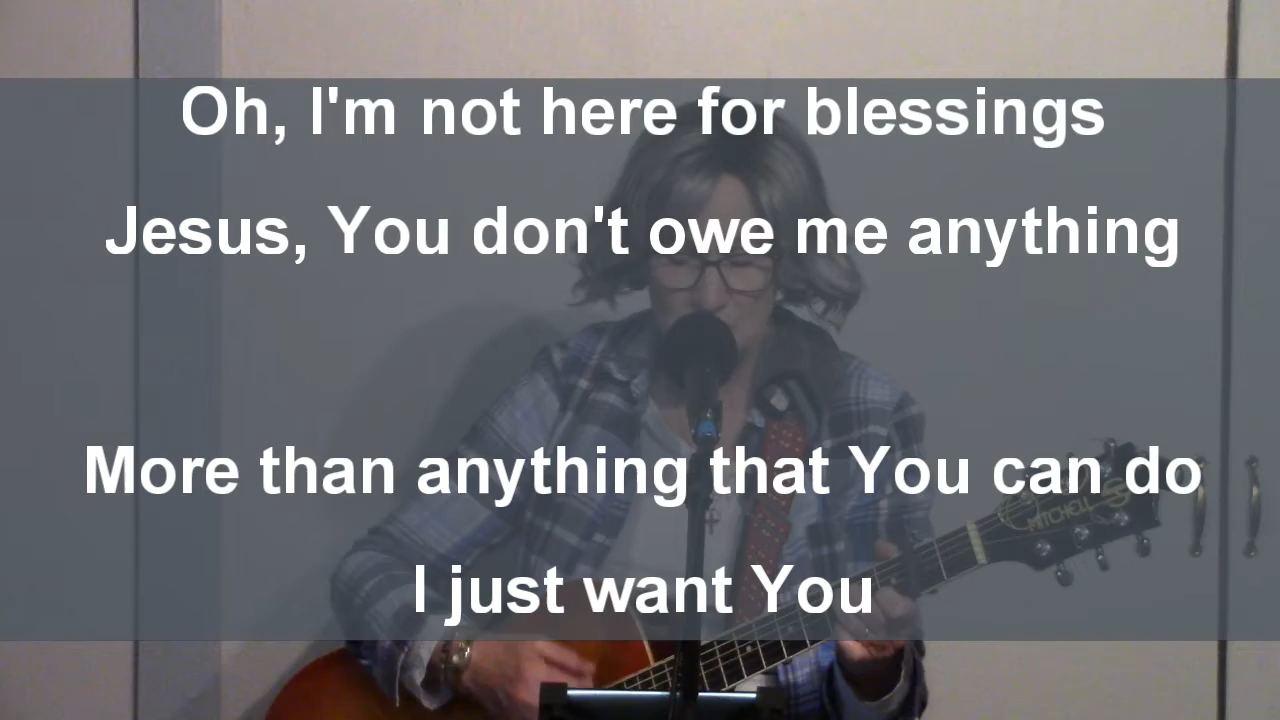 Oh, I'm not here for blessings
Jesus, You don't owe me anything
More than anything that You can do
I just want You
MITCHELL